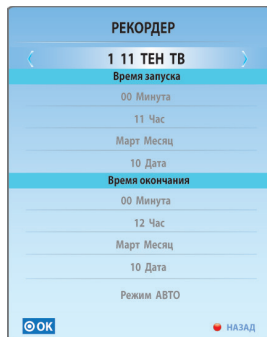 РЕКОРДЕР
1 11 ТЕН ТВ
Время запуска
00 Минута
11 Час
Март Месяц
10 Дата
Время окончания
00 Минута
12 Час
Март Месяц
10 Дата
Режим АВТО
OK НАЗАД